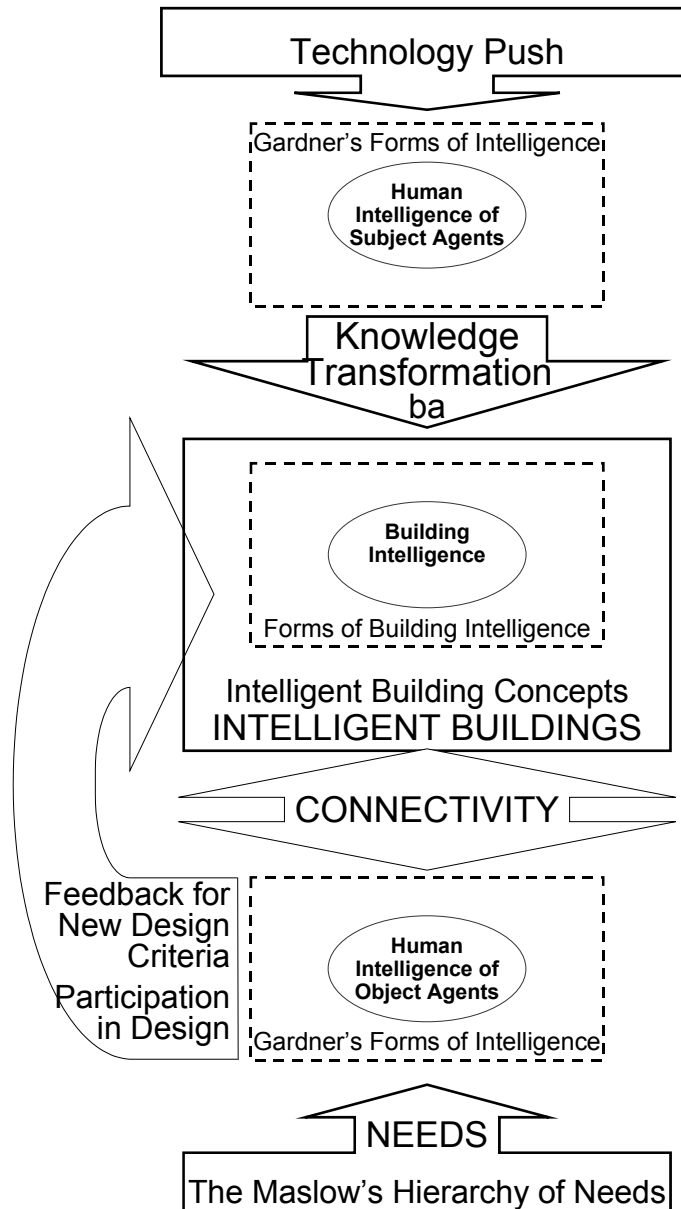 Technology Push
Gardner's Forms of Intelligence
Human
Intelligence of
Subject Agents
Knowledge
Transformation
ba
Building
Intelligence
Forms of Building Intelligence
Intelligent Building Concepts
INTELLIGENT BUILDINGS
CONNECTIVITY
Feedback for
New Design
Criteria
Participation
in Design
Human
Intelligence of
Object Agents
Gardner's Forms of Intelligence
NEEDS
The Maslow's Hierarchy of Needs